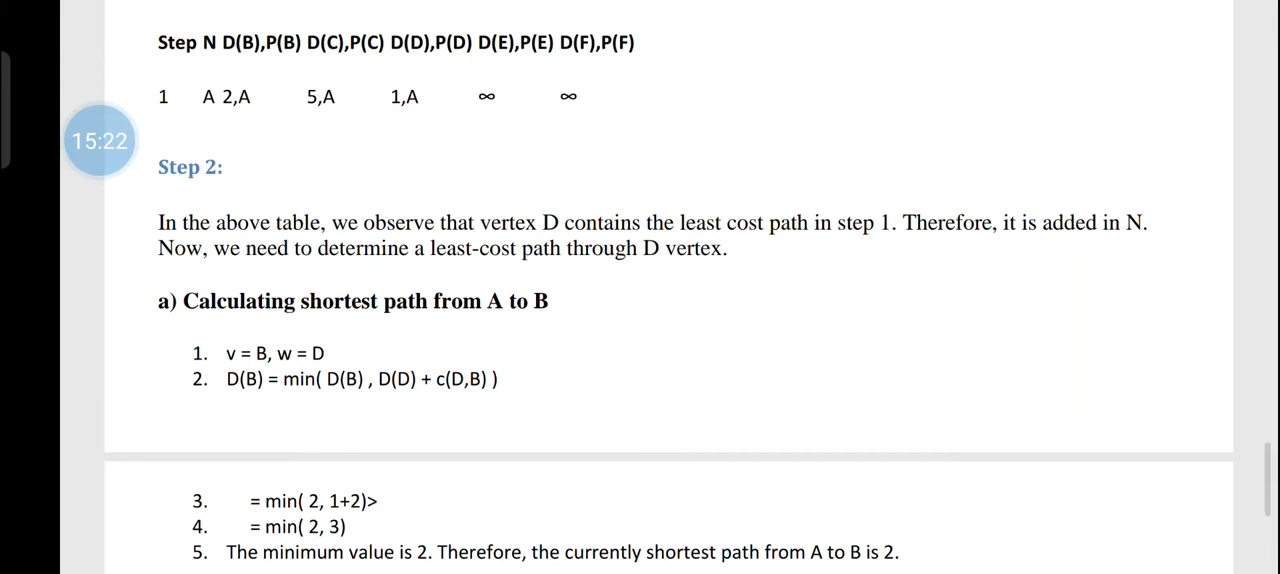 Step N D(B),P(B) D(C),P(C) D(D),P(D) D(E),P(E) D(F),P(F)
1 A 2,A 5,A 1,A ∞ ∞
15:22
Step 2:
In the above table, we observe that vertex D contains the least cost path in step 1. Therefore, it is added in N.
Now, we need to determine a least-cost path through D vertex.
a) Calculating shortest path from A to B
1. v = B, w = D
2. D(B) = min( D(B) , D(D) + c(D,B) )
3. = min( 2, 1+2)>
4. = min( 2, 3)
5. The minimum value is 2. Therefore, the currently shortest path from A to B is 2.